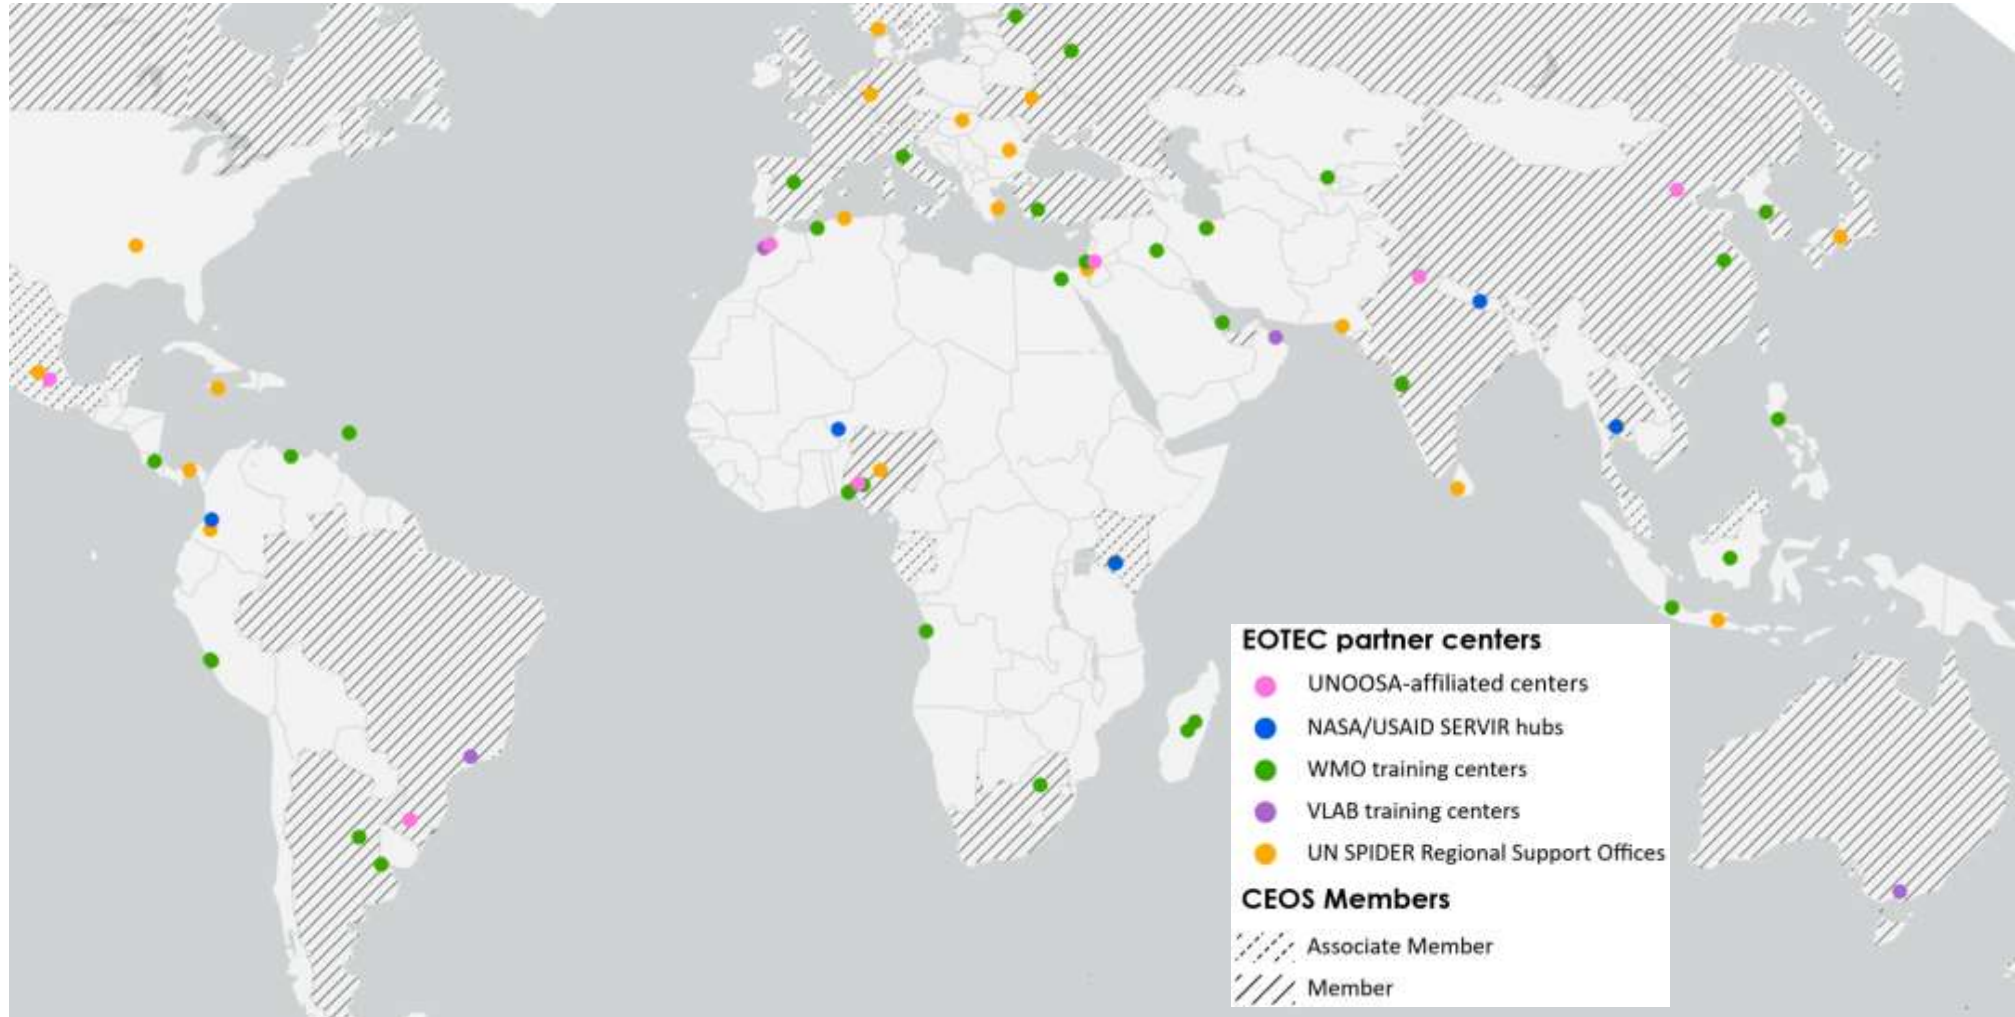 EOTEC partner centers
UNOOSA-affiliated centers
NASA/USAID SERVIR hubs
WMO training centers
VLAB training centers
UN SPIDER Regional Support Offices
CEOS Members
Associate Member
Member